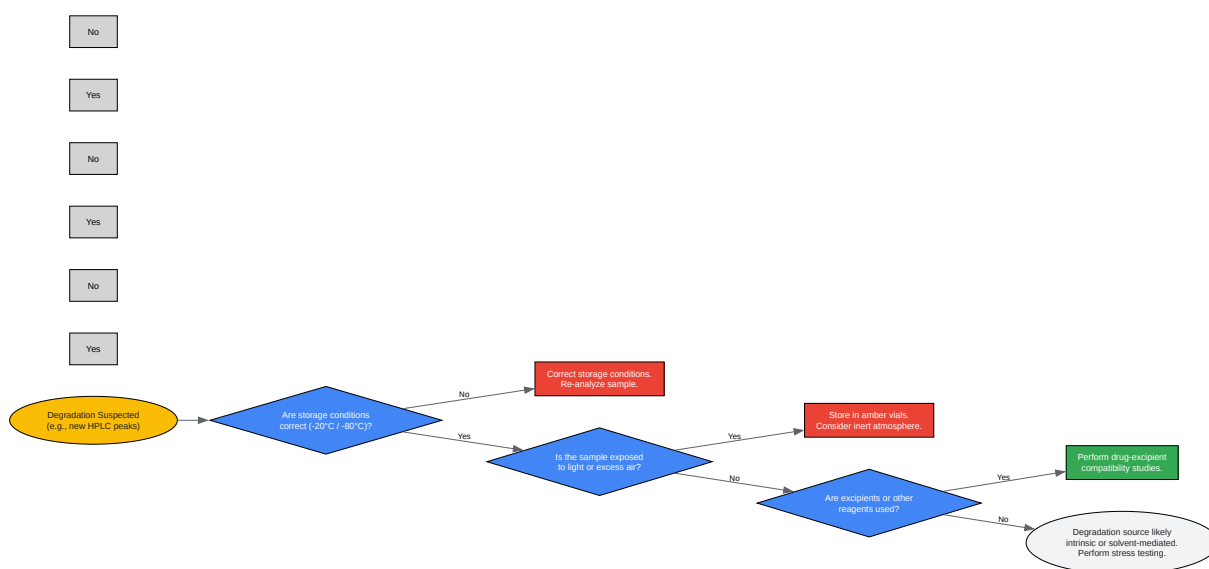 No
Yes
No
Yes
No
Yes
Degradation Suspected
(e.g., new HPLC peaks)
Are storage conditions
correct (-20°C / -80°C)?
No
Correct storage conditions.
Re-analyze sample.
Yes
Is the sample exposed
to light or excess air?
Yes
Store in amber vials.
Consider inert atmosphere.
No
Are excipients or other
reagents used?
Yes
Perform drug-excipient
compatibility studies.
No
Degradation source likely
intrinsic or solvent-mediated.
Perform stress testing.